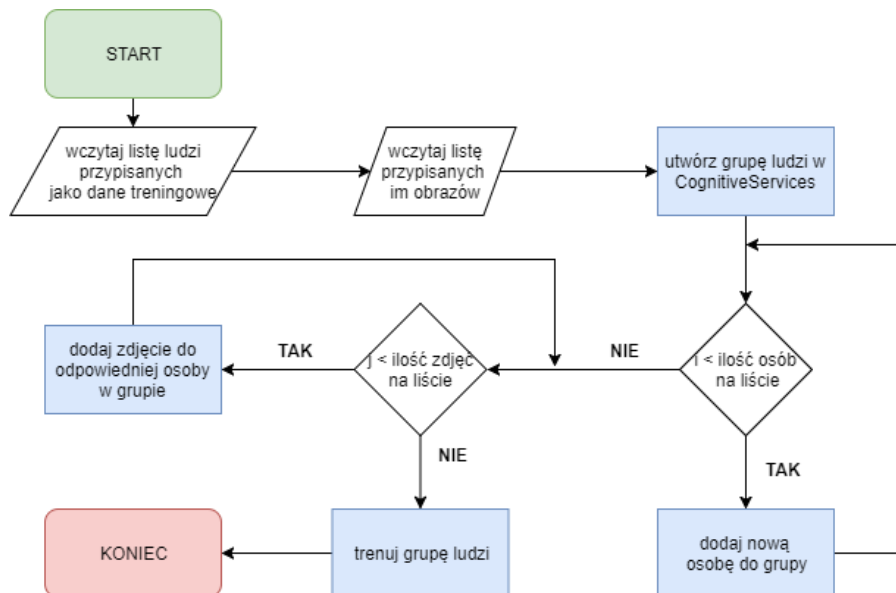 START
wczytaj listę ludzi
przypisanych
jako dane treningowe
wczytaj listę
przypisanych
im obrazów
utwórz grupę ludzi w
CognitiveServices
dodaj zdjęcie do
odpowiedniej osoby
w grupie
TAK
j < ilość zdjęć
na liście
NIE
i < ilość osób
na liście
NIE
TAK
KONIEC
trenuj grupę ludzi
dodaj nową
osobę do grupy